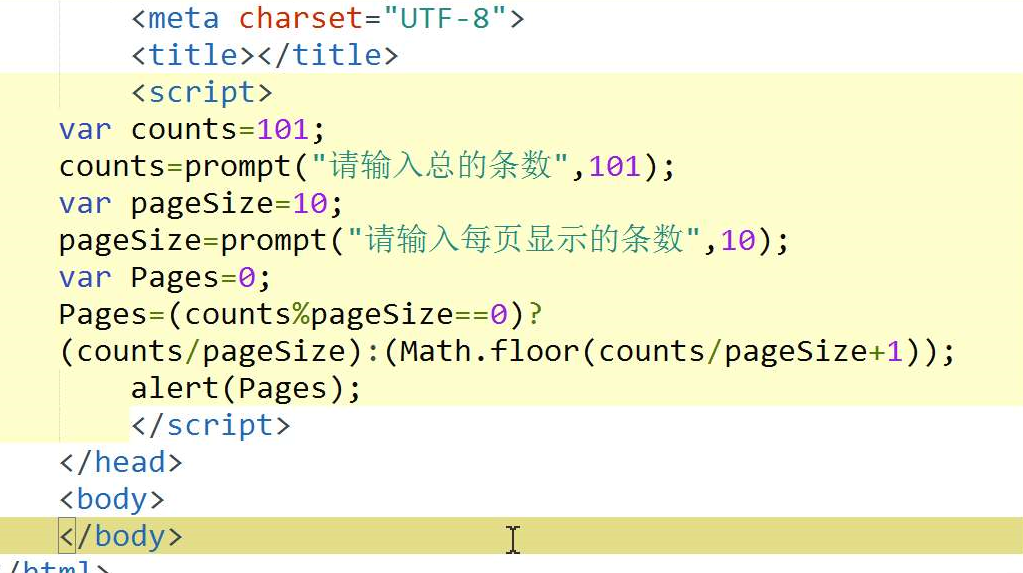 <meta charset="UTF-8">
<title></title>
<script>
var counts=101;
counts=prompt("请输入总的条数",101);
var pageSize=10;
pageSize=prompt("请输入每页显示的条数",10);
var Pages=0;
Pages=(counts%pageSize==0)?
(counts/pageSize):(Math.floor(counts/pageSize+1));
alert(Pages);
</script>
</head>
<body>
</body>
</html>